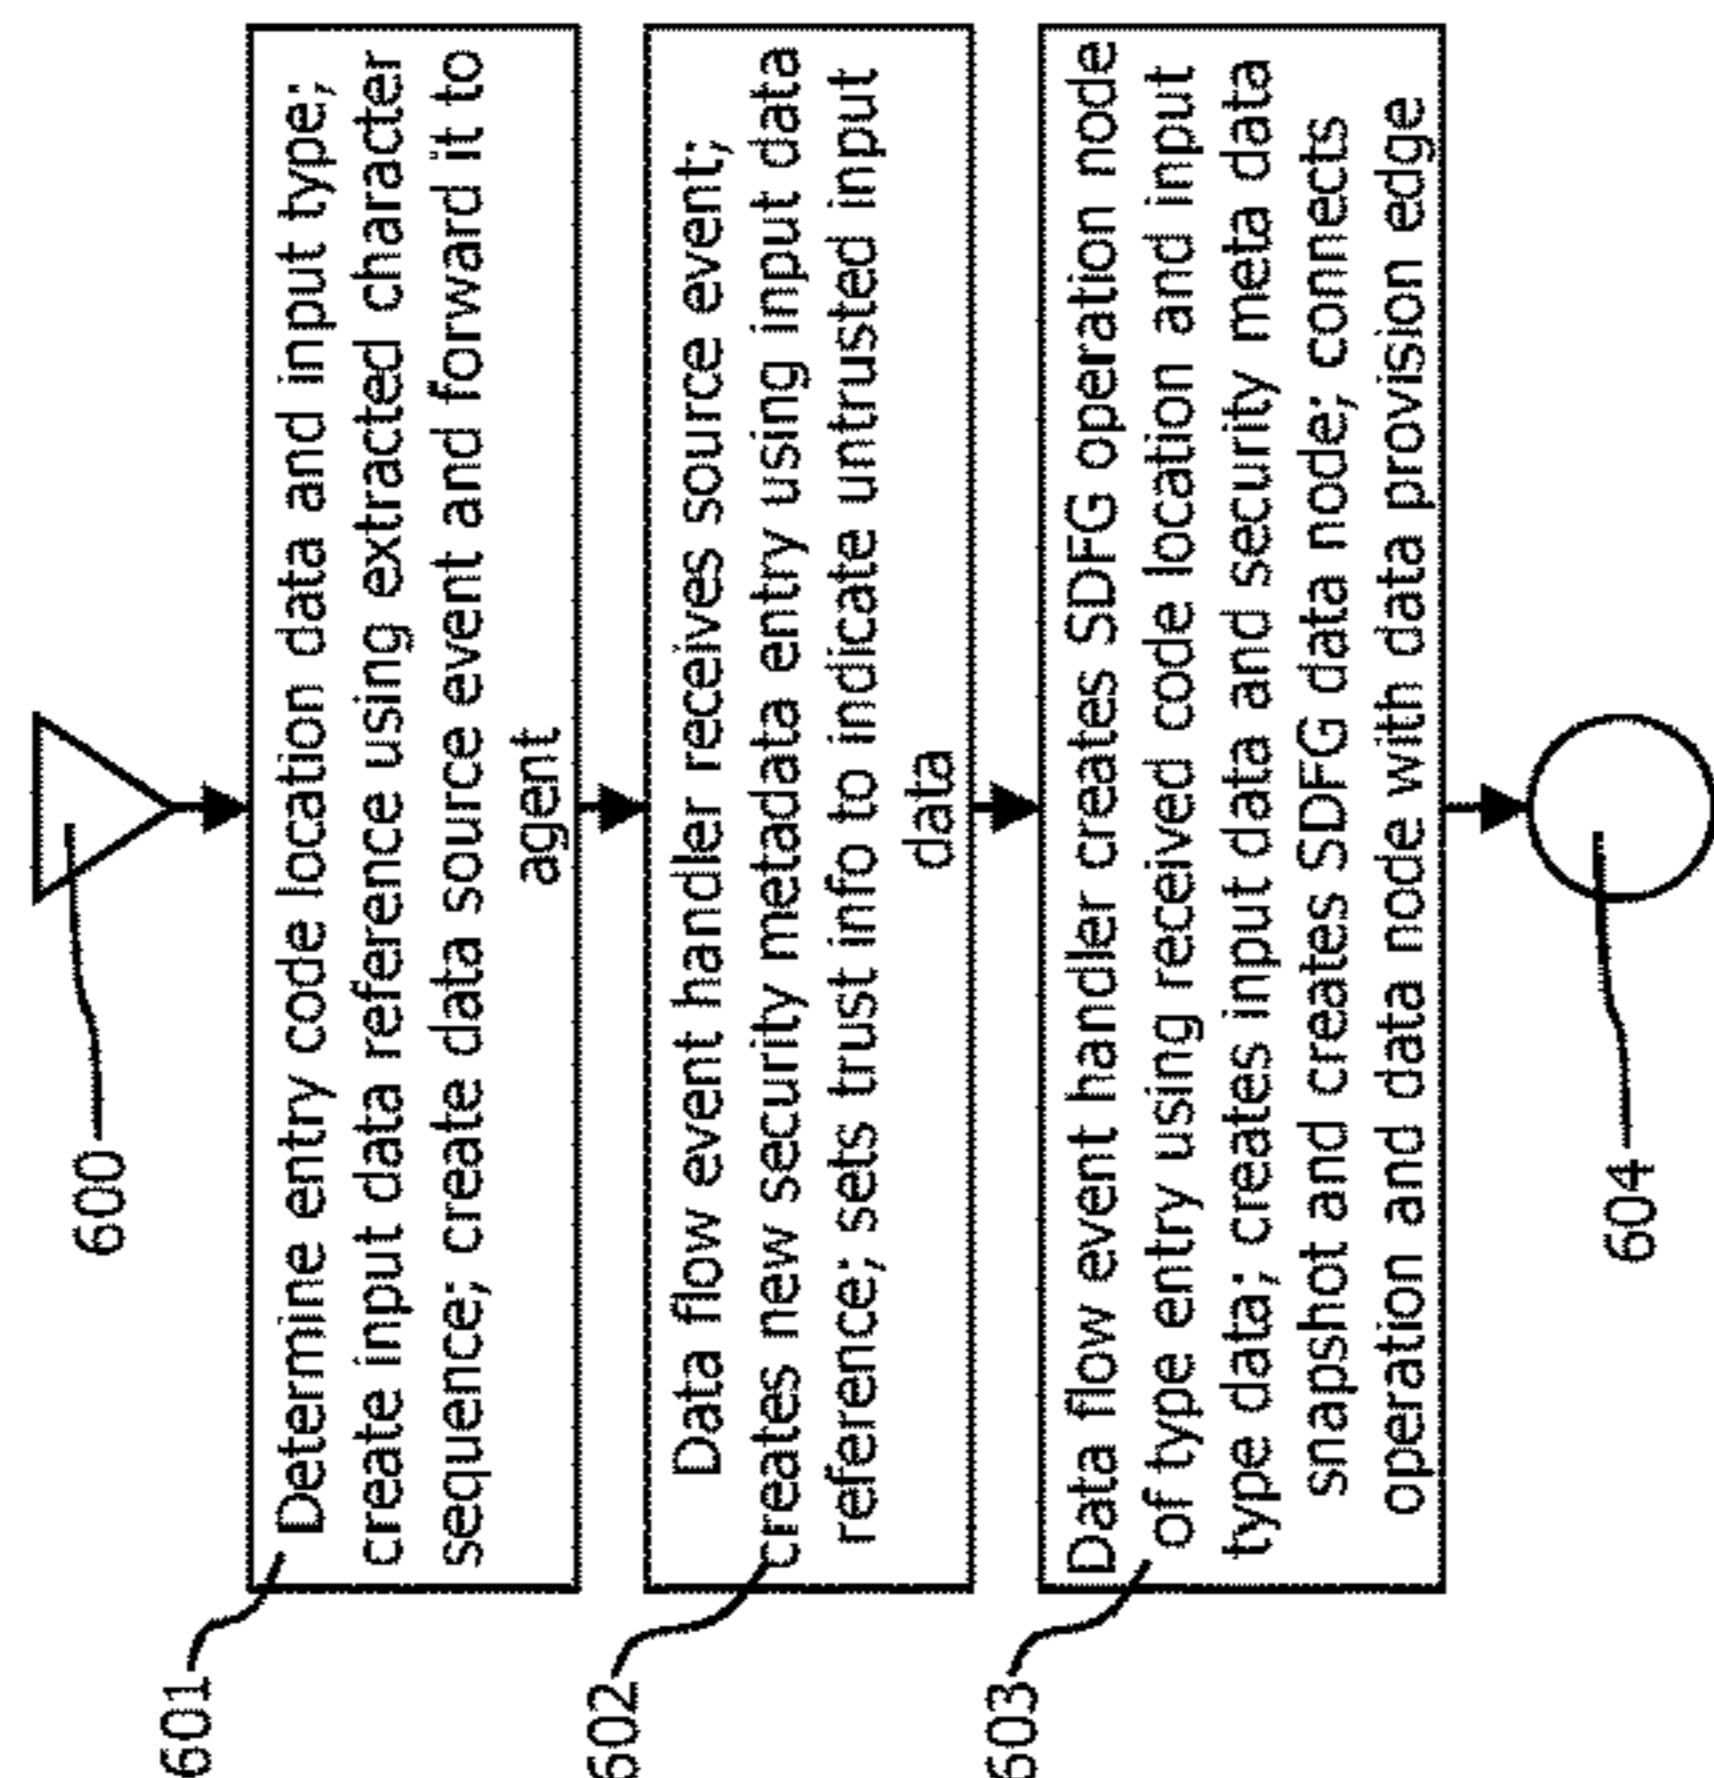 600
601
Determine entry code location data and input type;
create input data reference using extracted character
sequence; create data source event and forward it to
agent
602
Data flow event handler receives source event;
creates new security metadata entry using input data
reference; sets trust info to indicate untrusted input
data
603
Data flow event handler creates SDFG operation node
of type entry using received code location and input
type data; creates input data and security meta data
snapshot and creates SDFG data node; connects
operation and data node with data provision edge
604